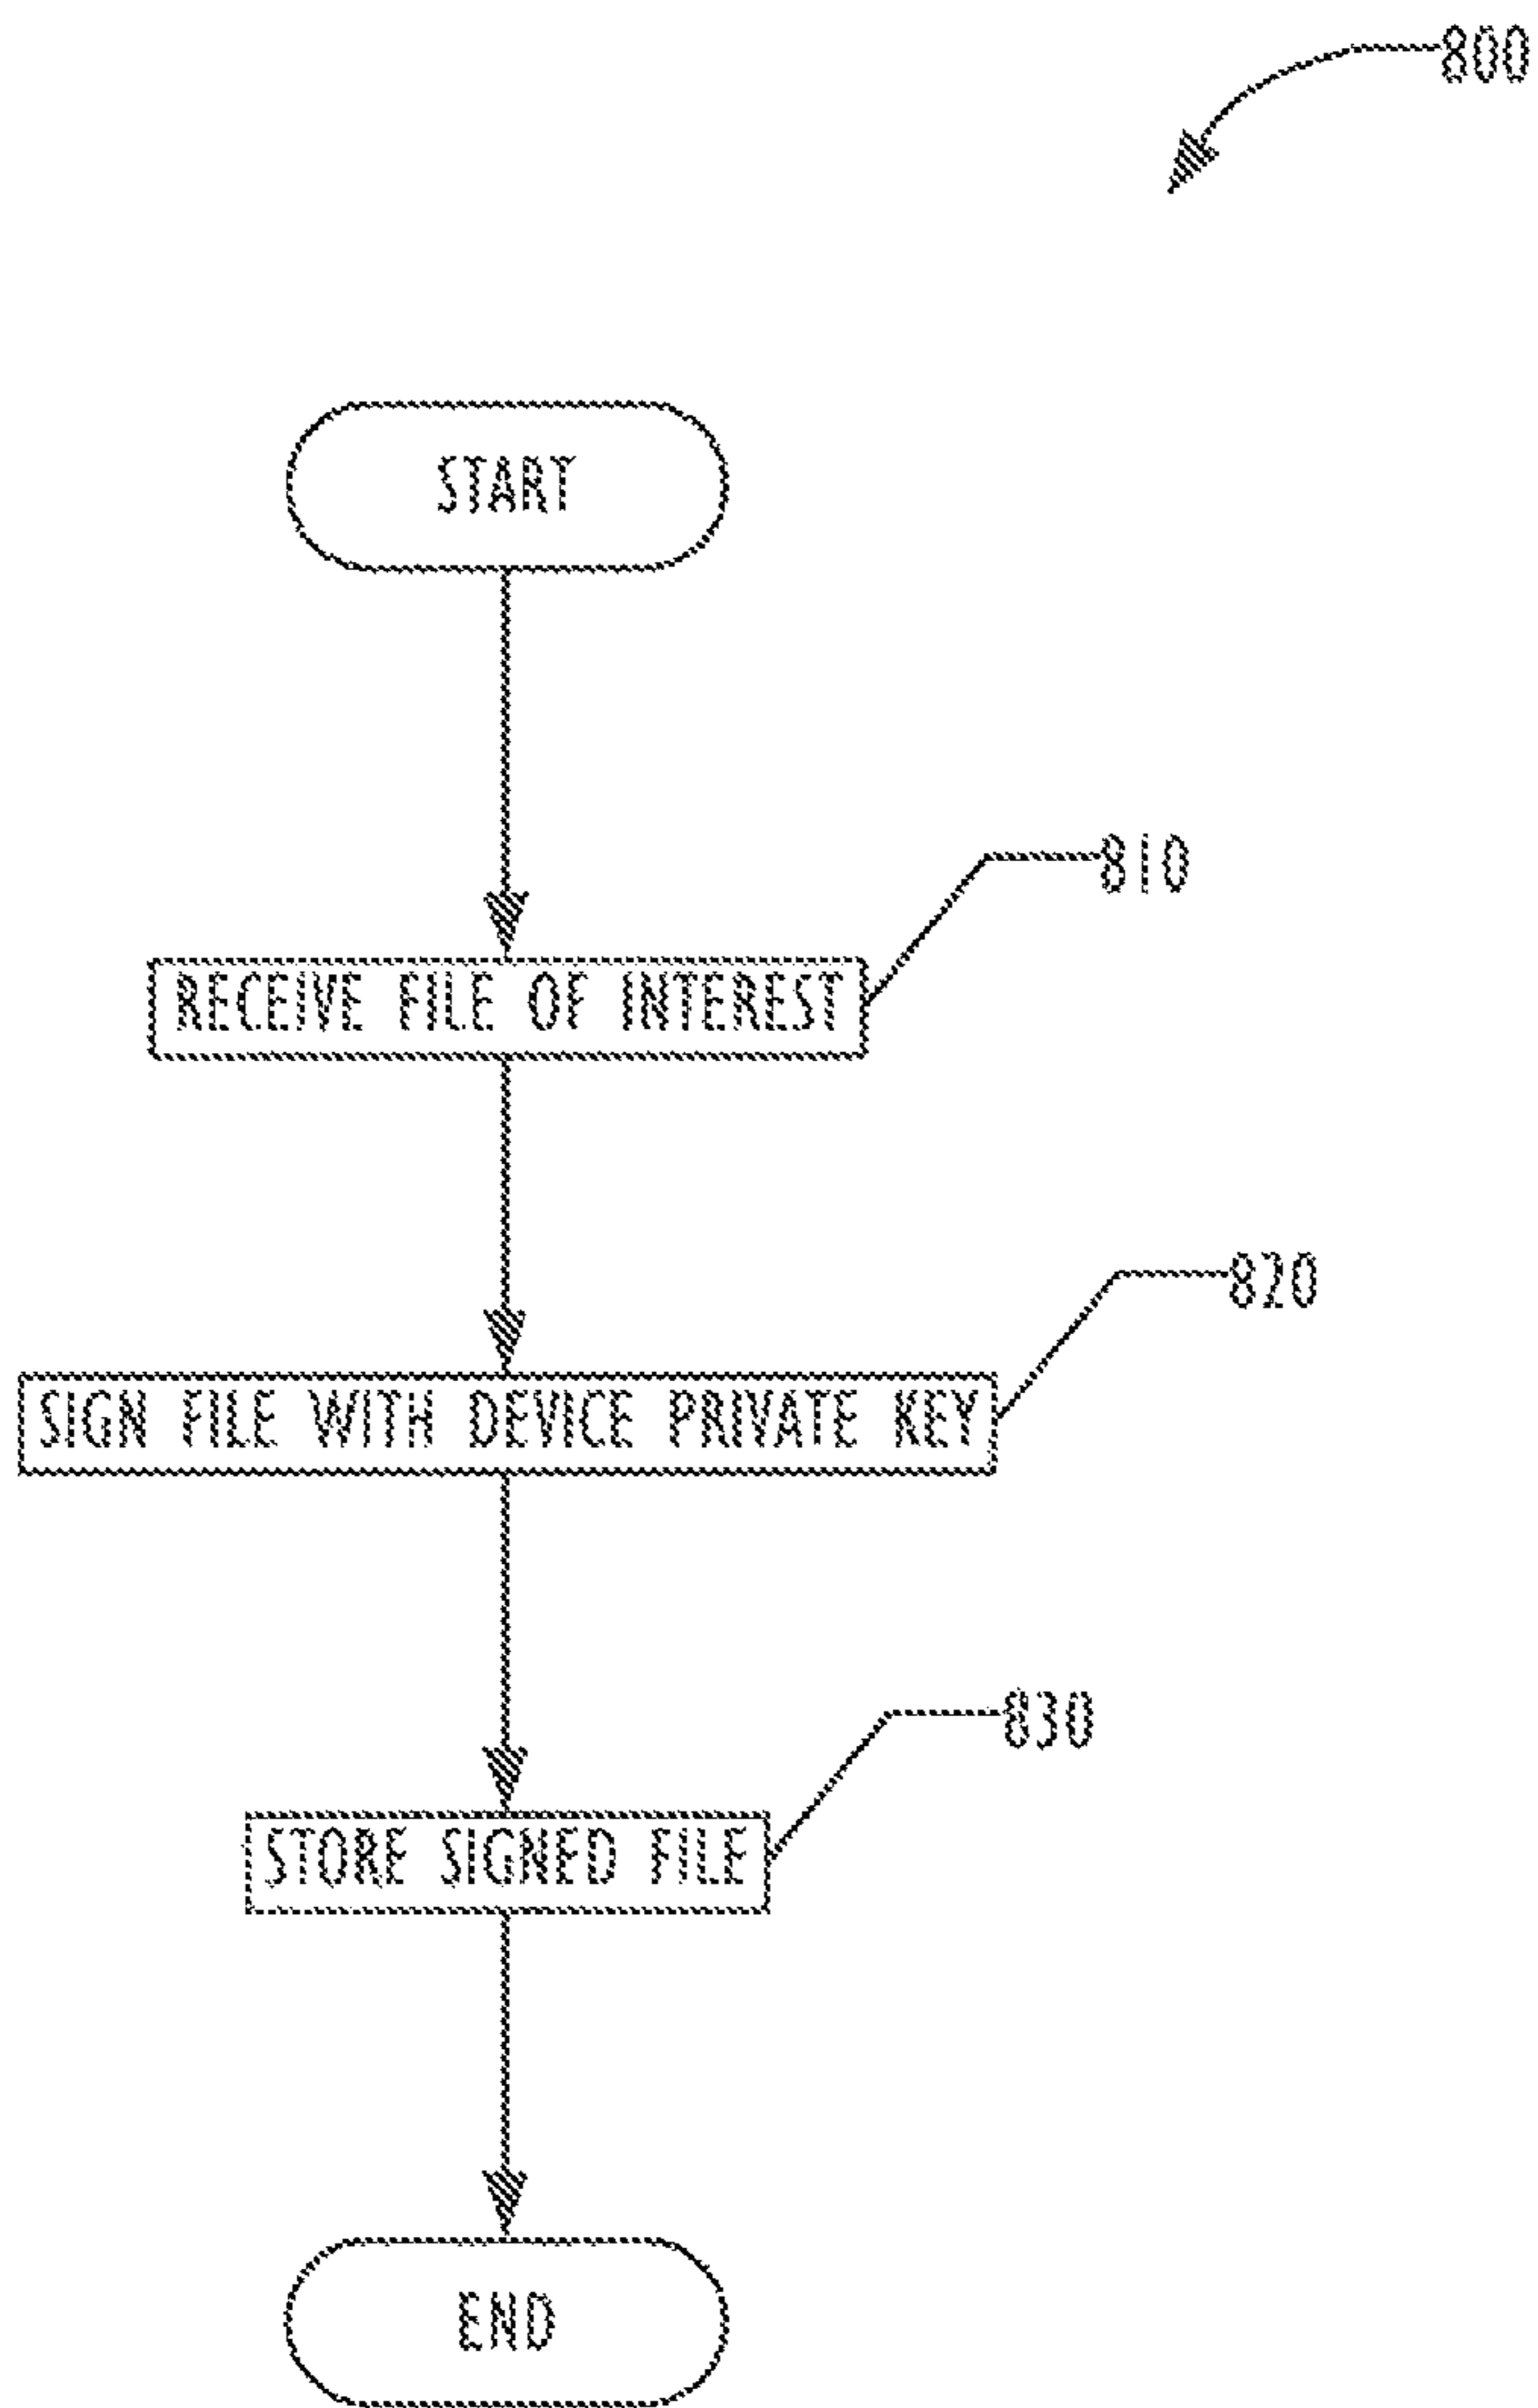 800
START
810
RECEIVE FILE OF INTEREST
820
SIGN FILE WITH DEVICE PRIVATE KEY
830
STORE SIGNED FILE
END